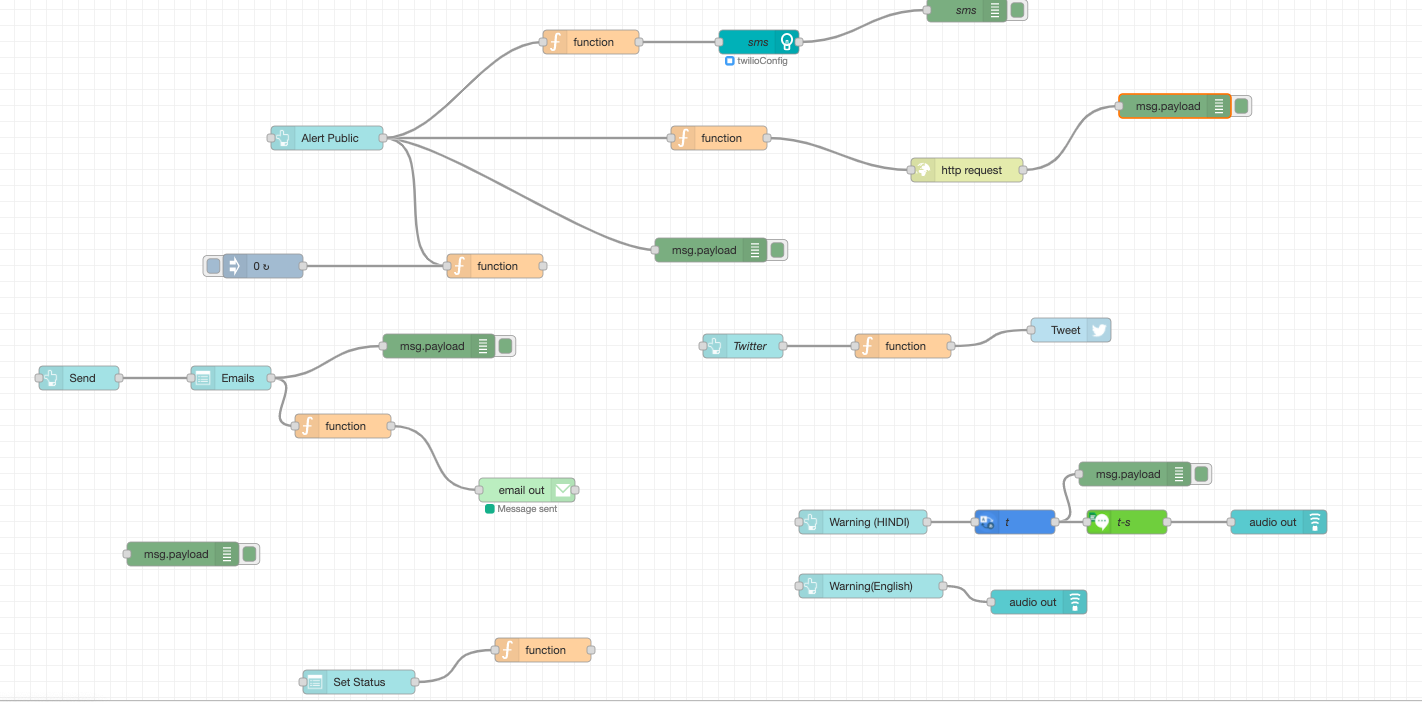 sms
function
sms
twilioConfig
msg.payload
Alert Public
function
http request
msg.payload
0 ↻
function
msg.payload
Twitter
function
Tweet
Send
Emails
function
email out
Message sent
msg.payload
Warning (HINDI)
t
t-s
audio out
msg.payload
Warning(English)
audio out
function
Set Status